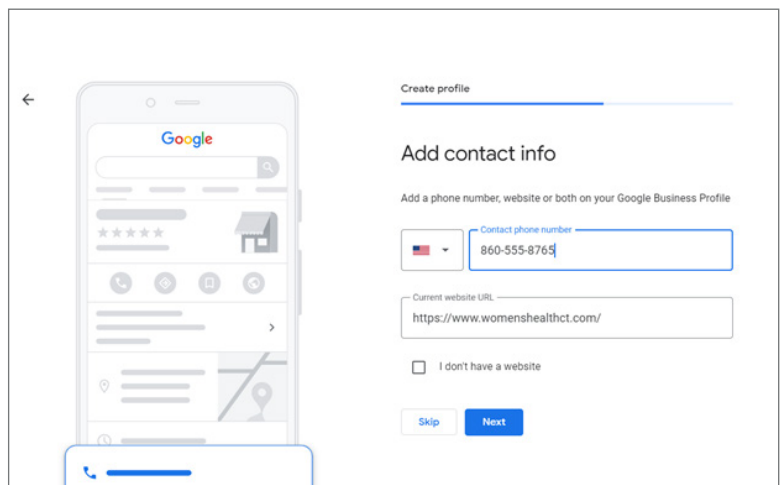 Google
Create profile
Add contact info
Add a phone number, website or both on your Google Business Profile
Contact phone number
860-555-8765
Current website URL
https://www.womenshealthct.com/
I don't have a website
Skip
Next